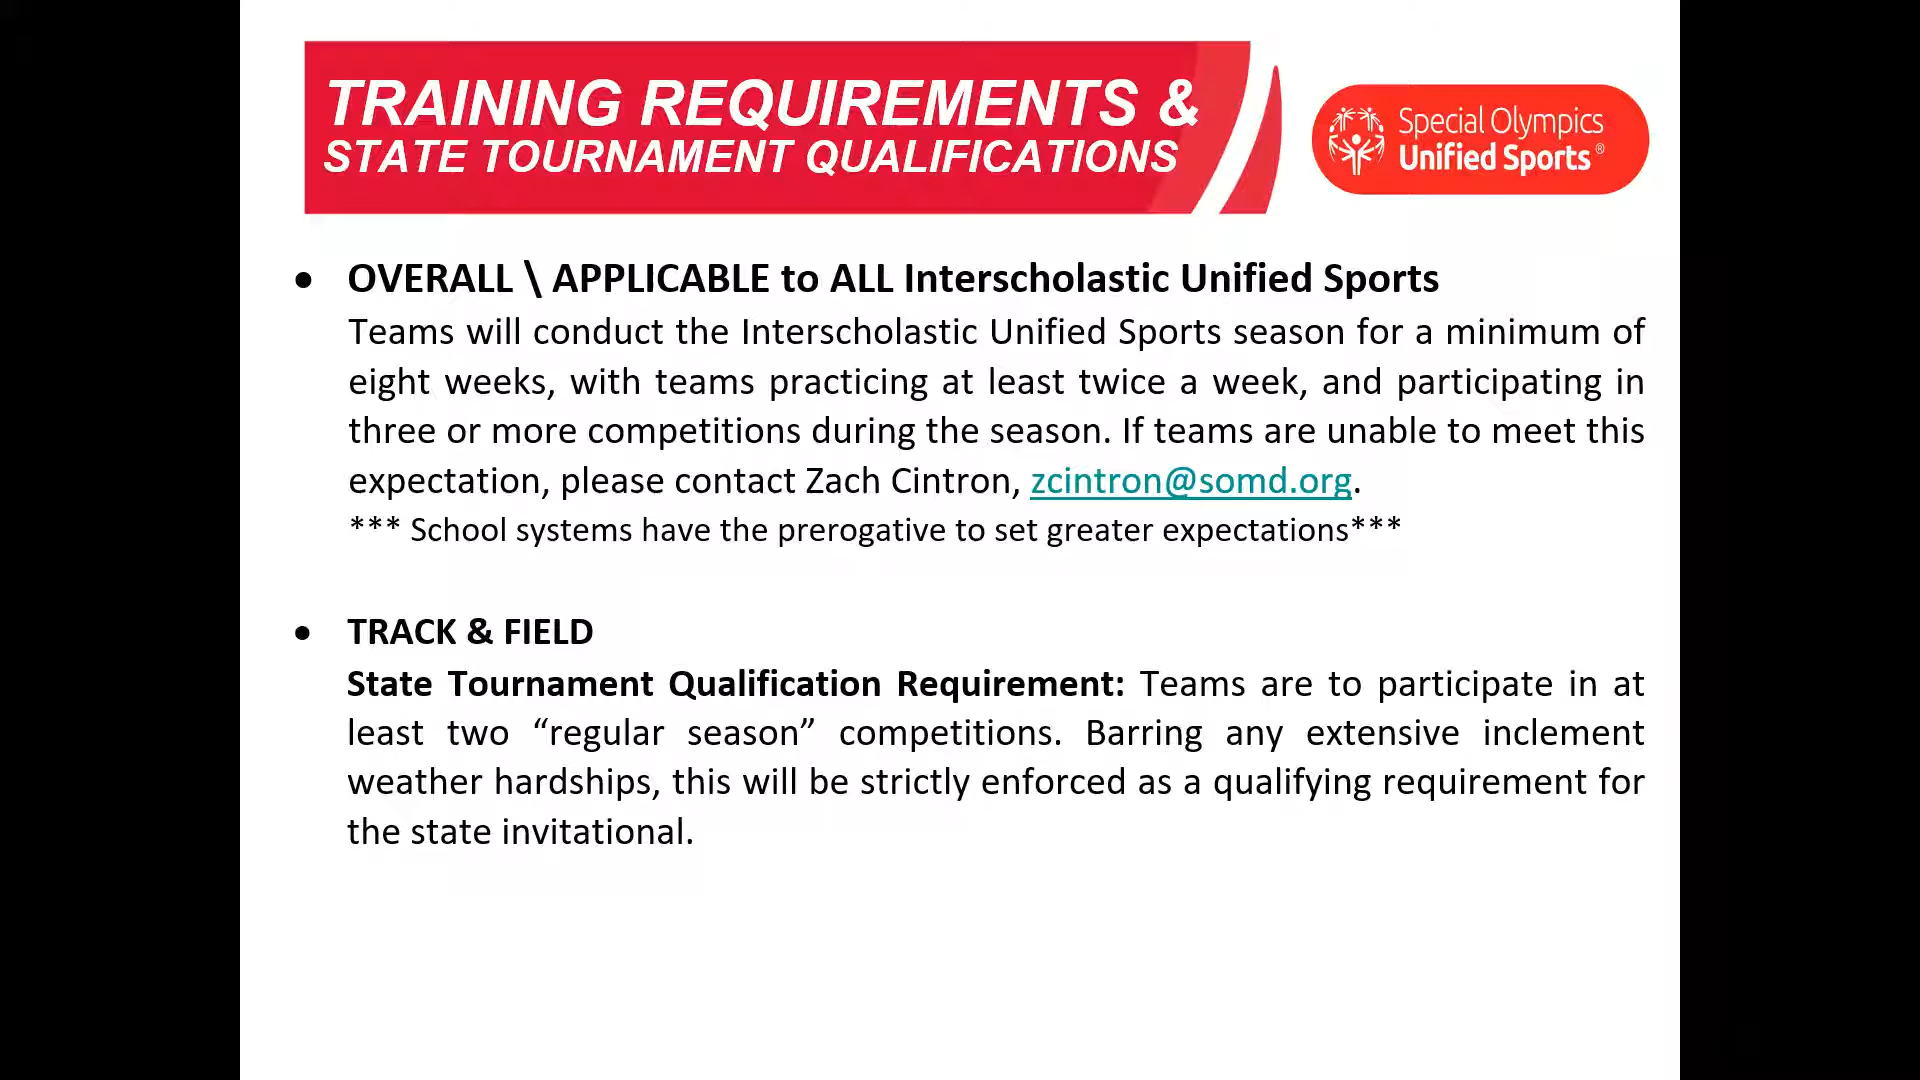 TRAINING REQUIREMENTS &
STATE TOURNAMENT QUALIFICATIONS
Special Olympics
Unified Sports®
• OVERALL \ APPLICABLE to ALL Interscholastic Unified Sports
Teams will conduct the Interscholastic Unified Sports season for a minimum of
eight weeks, with teams practicing at least twice a week, and participating in
three or more competitions during the season. If teams are unable to meet this
expectation, please contact Zach Cintron, zcintron@somd.org.
*** School systems have the prerogative to set greater expectations***
• TRACK & FIELD
State Tournament Qualification Requirement: Teams are to participate in at
least two “regular season” competitions. Barring any extensive inclement
weather hardships, this will be strictly enforced as a qualifying requirement for
the state invitational.